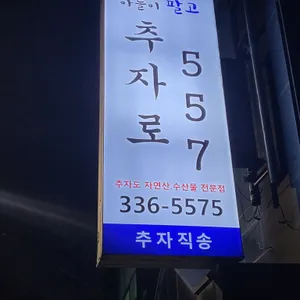 아들이 팔고
추자로
557
추자도 자연산 수산물 전문점
336-5575
추자직송